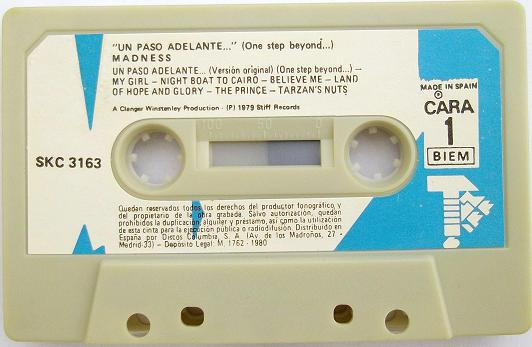 "UN PASO ADELANTE..." (One step beyond...)
MADNESS
UN PASO ADELANTE... (Versión original) (One step beyond...) —
MY GIRL — NIGHT BOAT TO CAIRO — BELIEVE ME — LAND
OF HOPE AND GLORY — THE PRINCE — TARZAN'S NUTS
A Clanger Winstanley Production · (P) 1979 Stiff Records
MADE IN SPAIN
CARA
1
BIEM
SKC 3163
100 50 0
Quedan reservados todos los derechos del productor fonográfico y
del propietario de la obra grabada. Salvo autorización, quedan
prohibidos la duplicación, alquiler y préstamo, así como la utilización
de esta cinta para la ejecución pública o radiodifusión. Distribuido en
España por Discos Columbia, S. A. (Av. de los Madroños, 27 -
Madrid-33) — Depósito Legal: M. 1762 - 1980